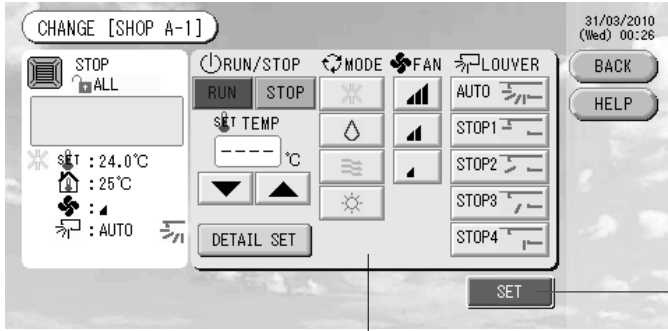 CHANGE [SHOP A-1]
31/03/2010
(Wed) 00:26
BACK
HELP
STOP
ALL
SET : 24.0℃
: 25℃
:
: AUTO
RUN/STOP
RUN STOP
SET TEMP
---- ℃
DETAIL SET
MODE
FAN
LOUVER
AUTO
STOP1
STOP2
STOP3
STOP4
SET